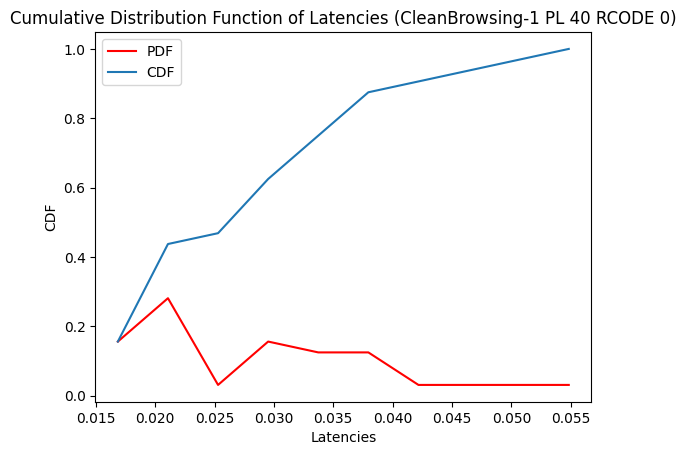 Cumulative Distribution Function of Latencies (CleanBrowsing-1 PL 40 RCODE 0)
PDF
CDF
1.0
0.8
0.6
0.4
0.2
0.0
CDF
0.015 0.020 0.025 0.030 0.035 0.040 0.045 0.050 0.055
Latencies